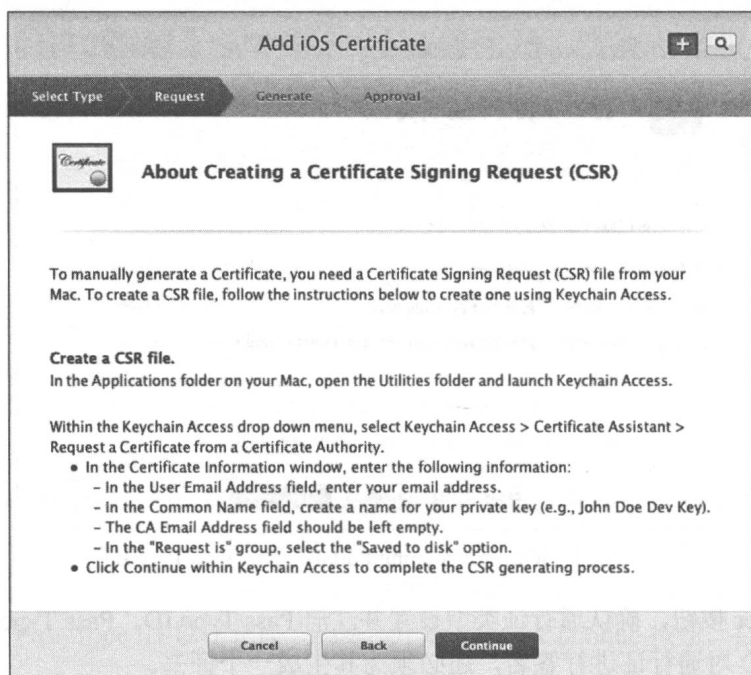 Add iOS Certificate
Select Type Request Generate Approval
Certificate
About Creating a Certificate Signing Request (CSR)
To manually generate a Certificate, you need a Certificate Signing Request (CSR) file from your
Mac. To create a CSR file, follow the instructions below to create one using Keychain Access.
Create a CSR file.
In the Applications folder on your Mac, open the Utilities folder and launch Keychain Access.
Within the Keychain Access drop down menu, select Keychain Access > Certificate Assistant >
Request a Certificate from a Certificate Authority.
• In the Certificate Information window, enter the following information:
– In the User Email Address field, enter your email address.
– In the Common Name field, create a name for your private key (e.g., John Doe Dev Key).
– The CA Email Address field should be left empty.
– In the "Request is" group, select the "Saved to disk" option.
• Click Continue within Keychain Access to complete the CSR generating process.
Cancel Back Continue